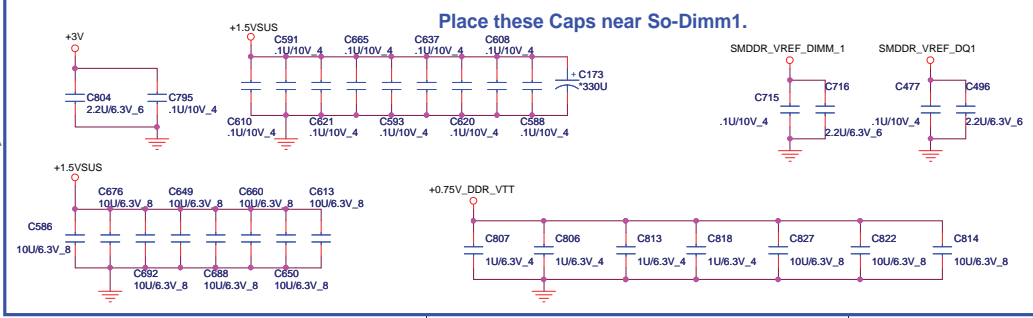 Place these Caps near So-Dimm1.
+3V
C804
2.2U/6.3V_6
C795
.1U/10V_4
+1.5VSUS
C591
.1U/10V_4
C665
.1U/10V_4
C637
.1U/10V_4
C608
.1U/10V_4
C173
+
*330U
C610
.1U/10V_4
C621
.1U/10V_4
C593
.1U/10V_4
C620
.1U/10V_4
C588
.1U/10V_4
SMDDR_VREF_DIMM_1
C715
.1U/10V_4
C716
2.2U/6.3V_6
SMDDR_VREF_DQ1
C477
.1U/10V_4
C496
2.2U/6.3V_6
+1.5VSUS
C586
10U/6.3V_8
C676
10U/6.3V_8
C649
10U/6.3V_8
C660
10U/6.3V_8
C613
10U/6.3V_8
C692
10U/6.3V_8
C688
10U/6.3V_8
C650
10U/6.3V_8
+0.75V_DDR_VTT
C807
1U/6.3V_4
C806
1U/6.3V_4
C813
1U/6.3V_4
C818
1U/6.3V_4
C827
10U/6.3V_8
C822
10U/6.3V_8
C814
10U/6.3V_8